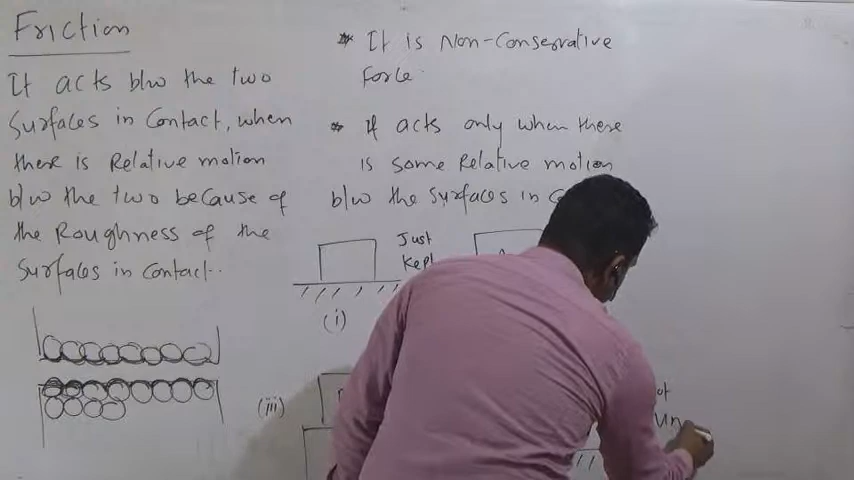 Friction
It acts b/w the two
Surfaces in Contact, when
there is Relative motion
b/w the two because of
the Roughness of the
Surfaces in Contact..
* It is Non-Conservative
Force.
* If acts only when there
is some Relative motion
b/w the Surfaces in
Just
Kept
(i)
(iii)